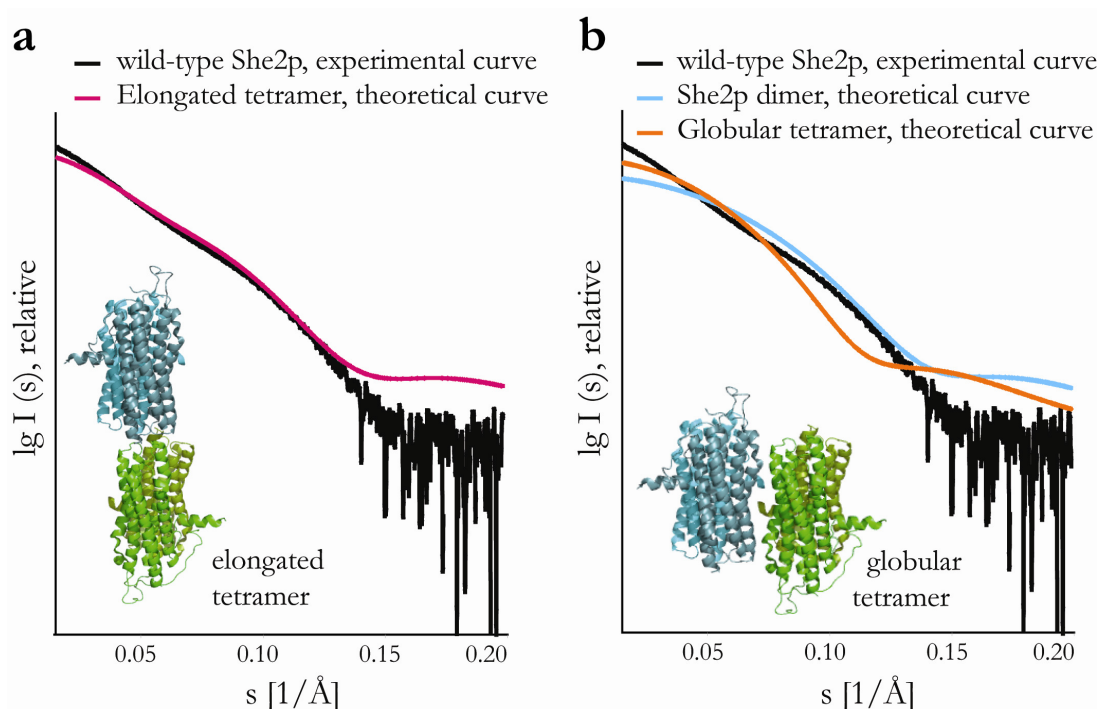 a
wild-type She2p, experimental curve
Elongated tetramer, theoretical curve
lg I (s), relative
elongated
tetramer
0.05 0.10 0.15 0.20
s [1/Å]
b
wild-type She2p, experimental curve
She2p dimer, theoretical curve
Globular tetramer, theoretical curve
lg I (s), relative
globular
tetramer
0.05 0.10 0.15 0.20
s [1/Å]